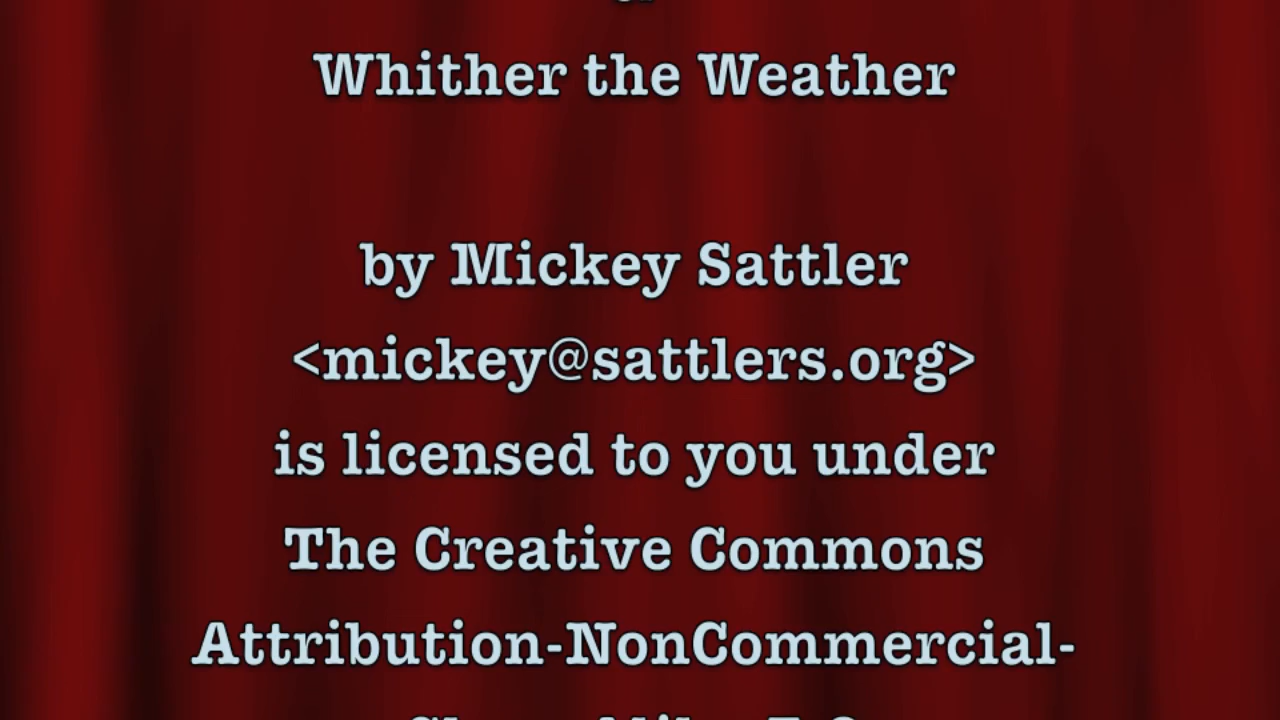 Whither the Weather
by Mickey Sattler
<mickey@sattlers.org>
is licensed to you under
The Creative Commons
Attribution-NonCommercial-